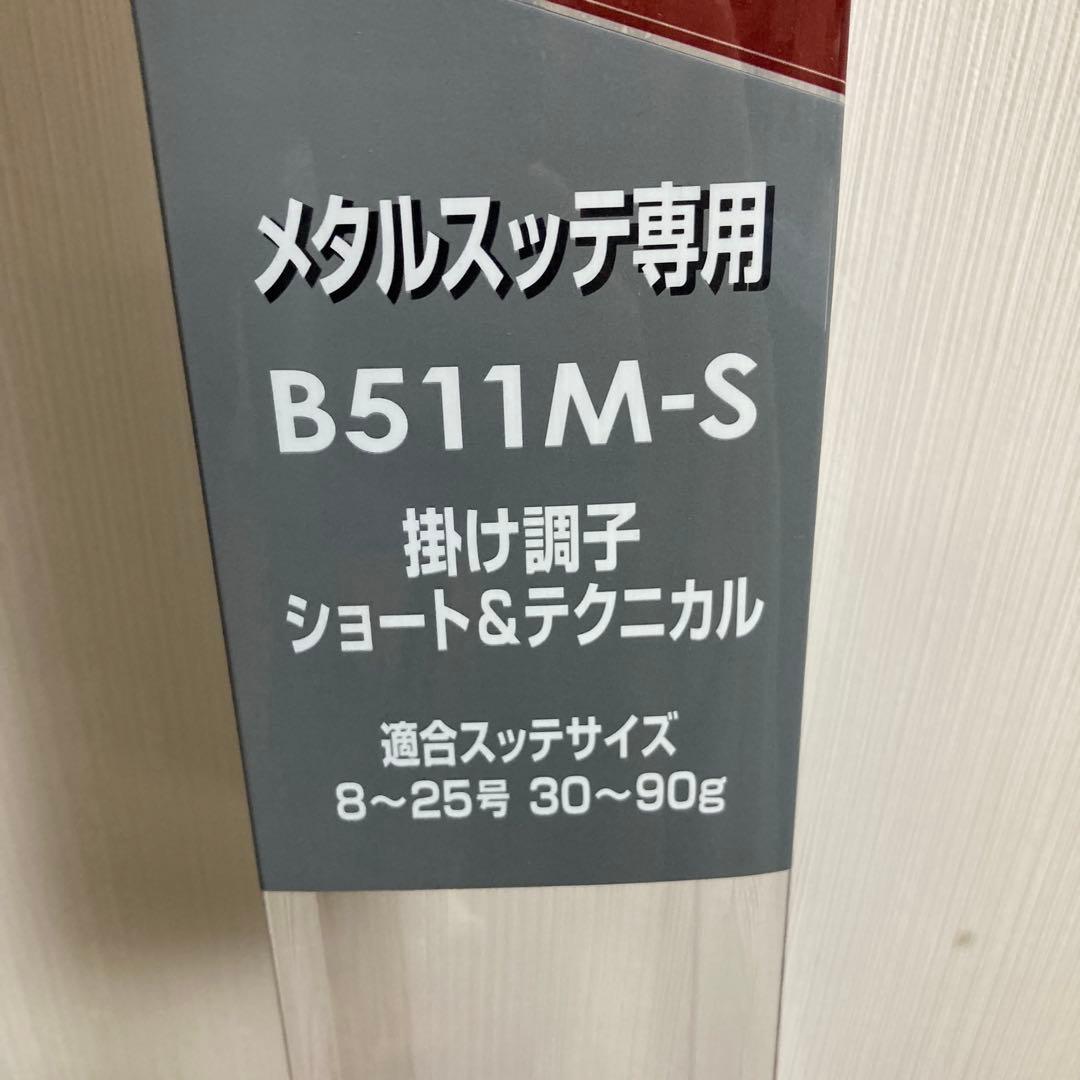 メタルスッテ専用
B511M-S
掛け調子
ショート&テクニカル
適合スッテサイズ
8〜25号 30〜90g